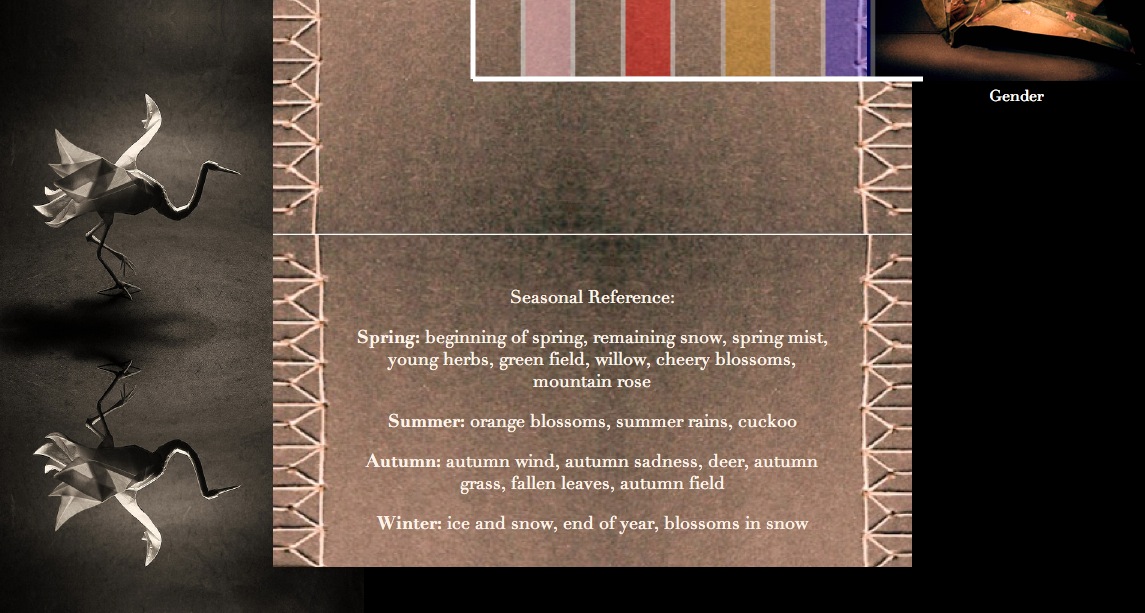 Gender
Seasonal Reference:
Spring: beginning of spring, remaining snow, spring mist,
young herbs, green field, willow, cheery blossoms,
mountain rose
Summer: orange blossoms, summer rains, cuckoo
Autumn: autumn wind, autumn sadness, deer, autumn
grass, fallen leaves, autumn field
Winter: ice and snow, end of year, blossoms in snow